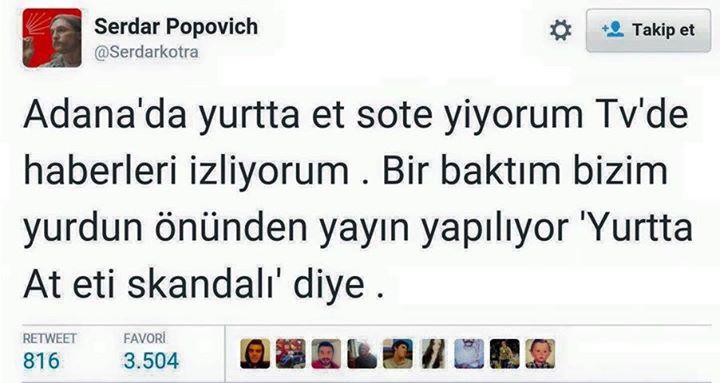 Serdar Popovich
@Serdarkotra
Takip et
Adana'da yurtta et sote yiyorum Tv'de
haberleri izliyorum . Bir baktım bizim
yurdun önünden yayın yapılıyor 'Yurtta
At eti skandalı' diye .
RETWEET FAVORİ
816 3.504